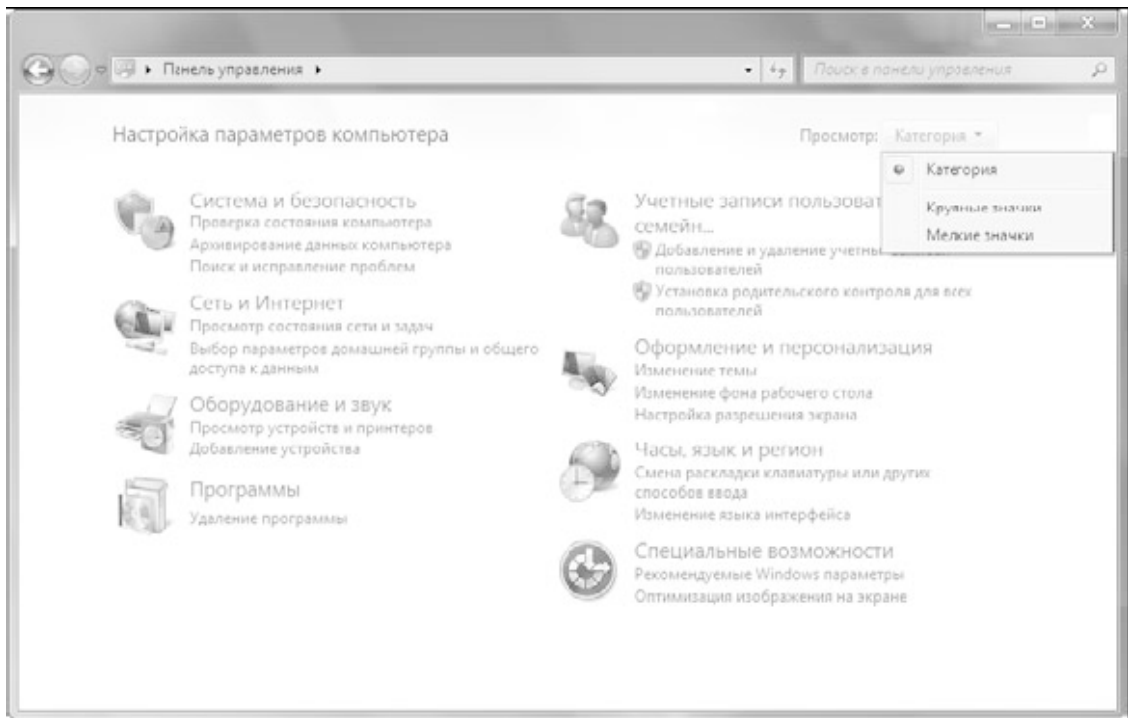 Панель управления
Поиск в панели управления
Настройка параметров компьютера
Просмотр: Категория
Категория
Крупные значки
Мелкие значки
Система и безопасность
Проверка состояния компьютера
Архивирование данных компьютера
Поиск и исправление проблем
Сеть и Интернет
Просмотр состояния сети и задач
Выбор параметров домашней группы и общего
доступа к данным
Оборудование и звук
Просмотр устройств и принтеров
Добавление устройства
Программы
Удаление программы
Учетные записи пользоват
семейн...
Добавление и удаление учетных
пользователей
Установка родительского контроля для всех
пользователей
Оформление и персонализация
Изменение темы
Изменение фона рабочего стола
Настройка разрешения экрана
Часы, язык и регион
Смена раскладки клавиатуры или других
способов ввода
Изменение языка интерфейса
Специальные возможности
Рекомендуемые Windows параметры
Оптимизация изображения на экране